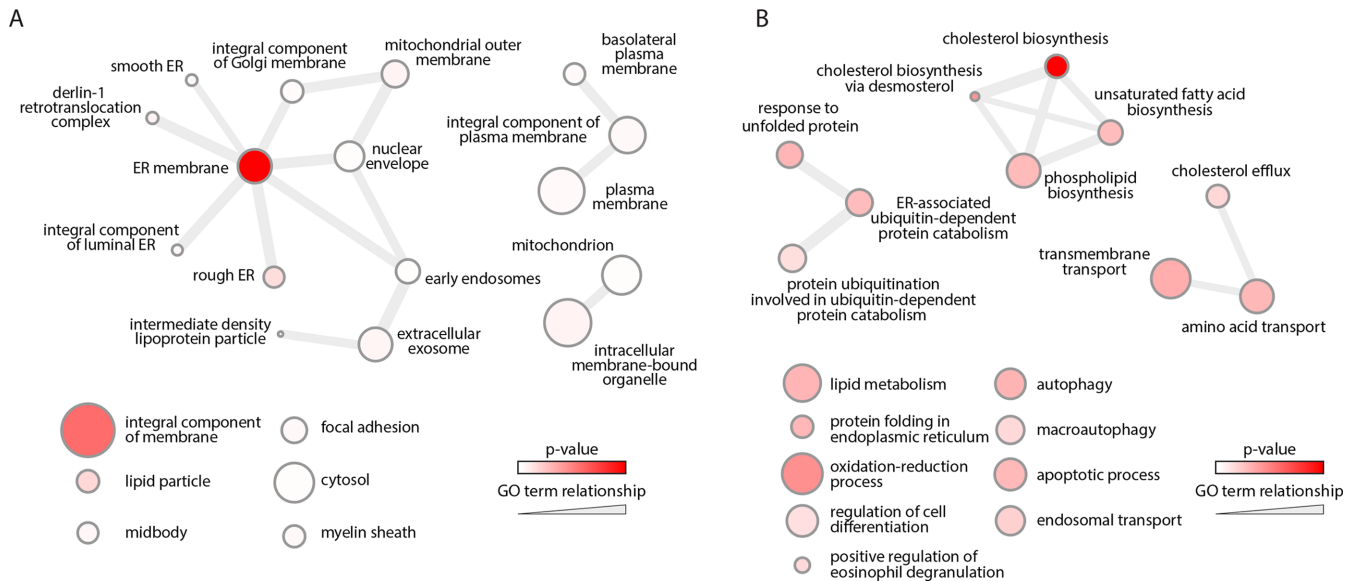 A
smooth ER
integral component
of Golgi membrane
mitochondrial outer
membrane
basolateral
plasma
membrane
derlin-1
retrotranslocation
complex
integral component of
plasma membrane
ER membrane
nuclear
envelope
plasma
membrane
integral component
of luminal ER
mitochondrion
rough ER
early endosomes
intermediate density
lipoprotein particle
extracellular
exosome
intracellular
membrane-bound
organelle
integral component
of membrane
focal adhesion
lipid particle
cytosol
midbody
myelin sheath
p-value
GO term relationship
B
cholesterol biosynthesis
cholesterol biosynthesis
via desmosterol
unsaturated fatty acid
biosynthesis
response to
unfolded protein
phospholipid
biosynthesis
cholesterol efflux
ER-associated
ubiquitin-dependent
protein catabolism
transmembrane
transport
protein ubiquitination
involved in ubiquitin-dependent
protein catabolism
amino acid transport
lipid metabolism
autophagy
protein folding in
endoplasmic reticulum
macroautophagy
oxidation-reduction
process
apoptotic process
regulation of cell
differentiation
endosomal transport
positive regulation of
eosinophil degranulation
p-value
GO term relationship